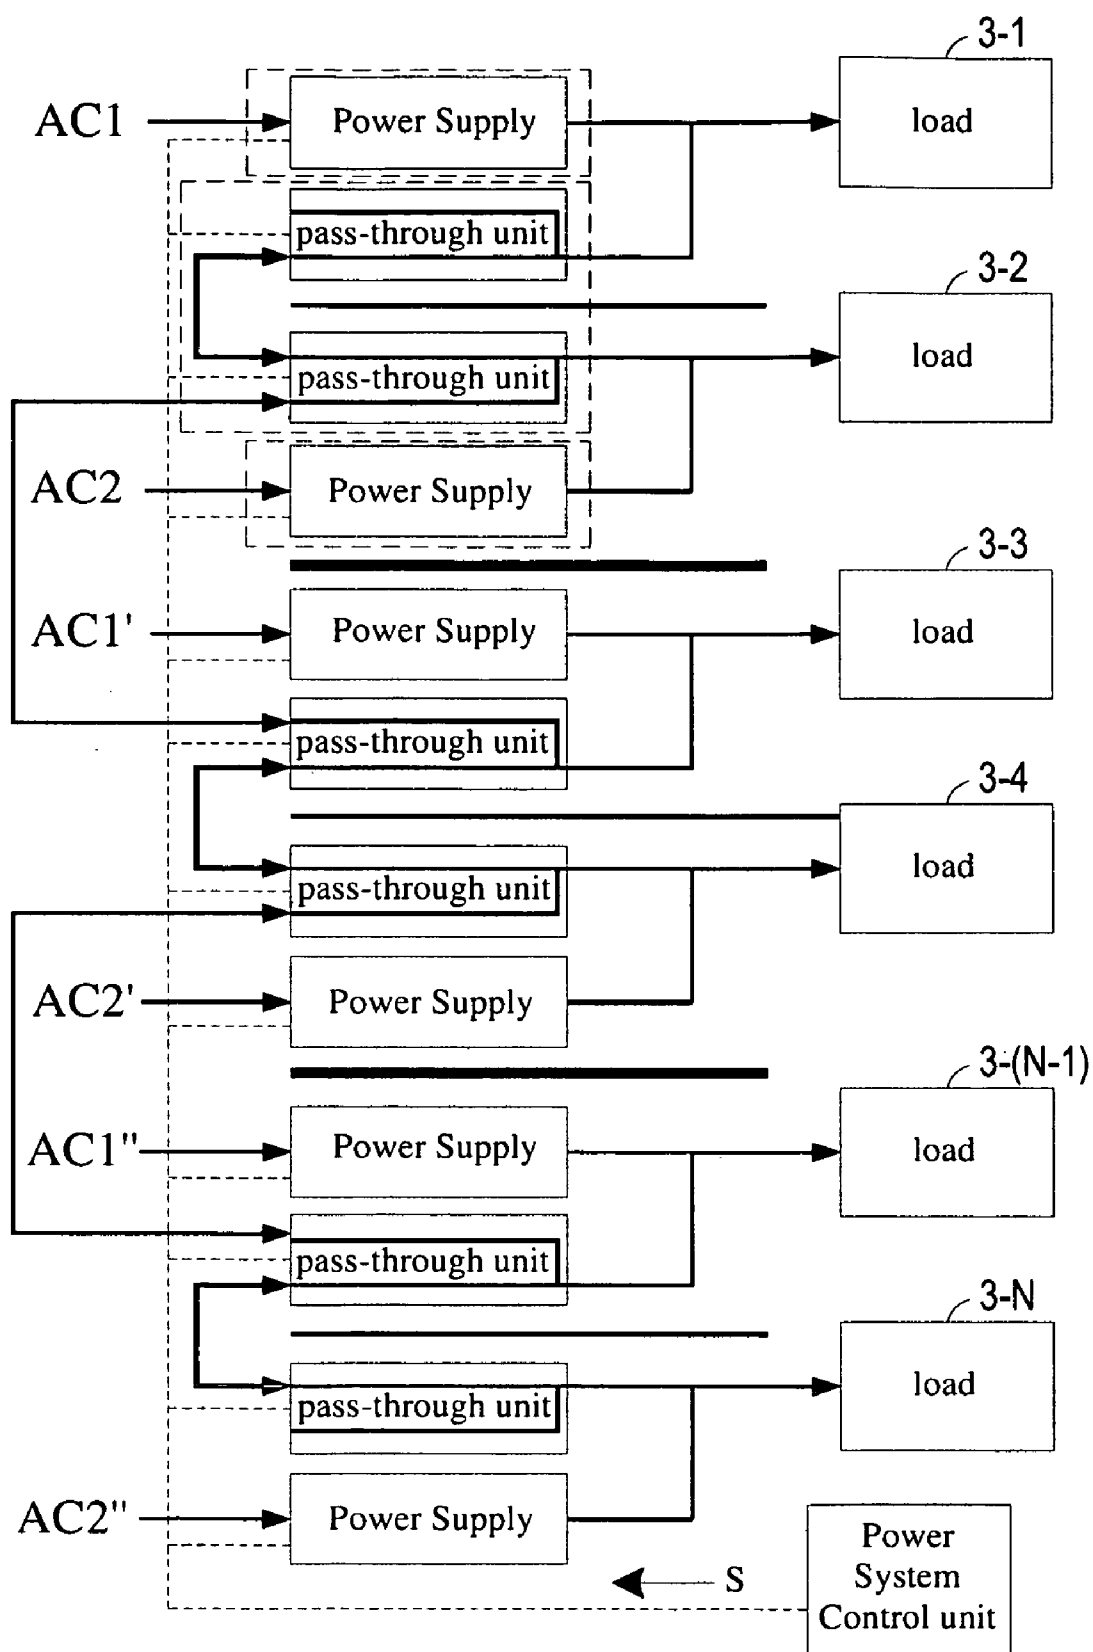 3-1
AC1
Power Supply
load
pass-through unit
3-2
load
pass-through unit
AC2
Power Supply
3-3
AC1'
Power Supply
load
pass-through unit
3-4
load
pass-through unit
AC2'
Power Supply
3-(N-1)
AC1"
Power Supply
load
pass-through unit
3-N
load
pass-through unit
AC2"
Power Supply
Power
S
System
Control unit